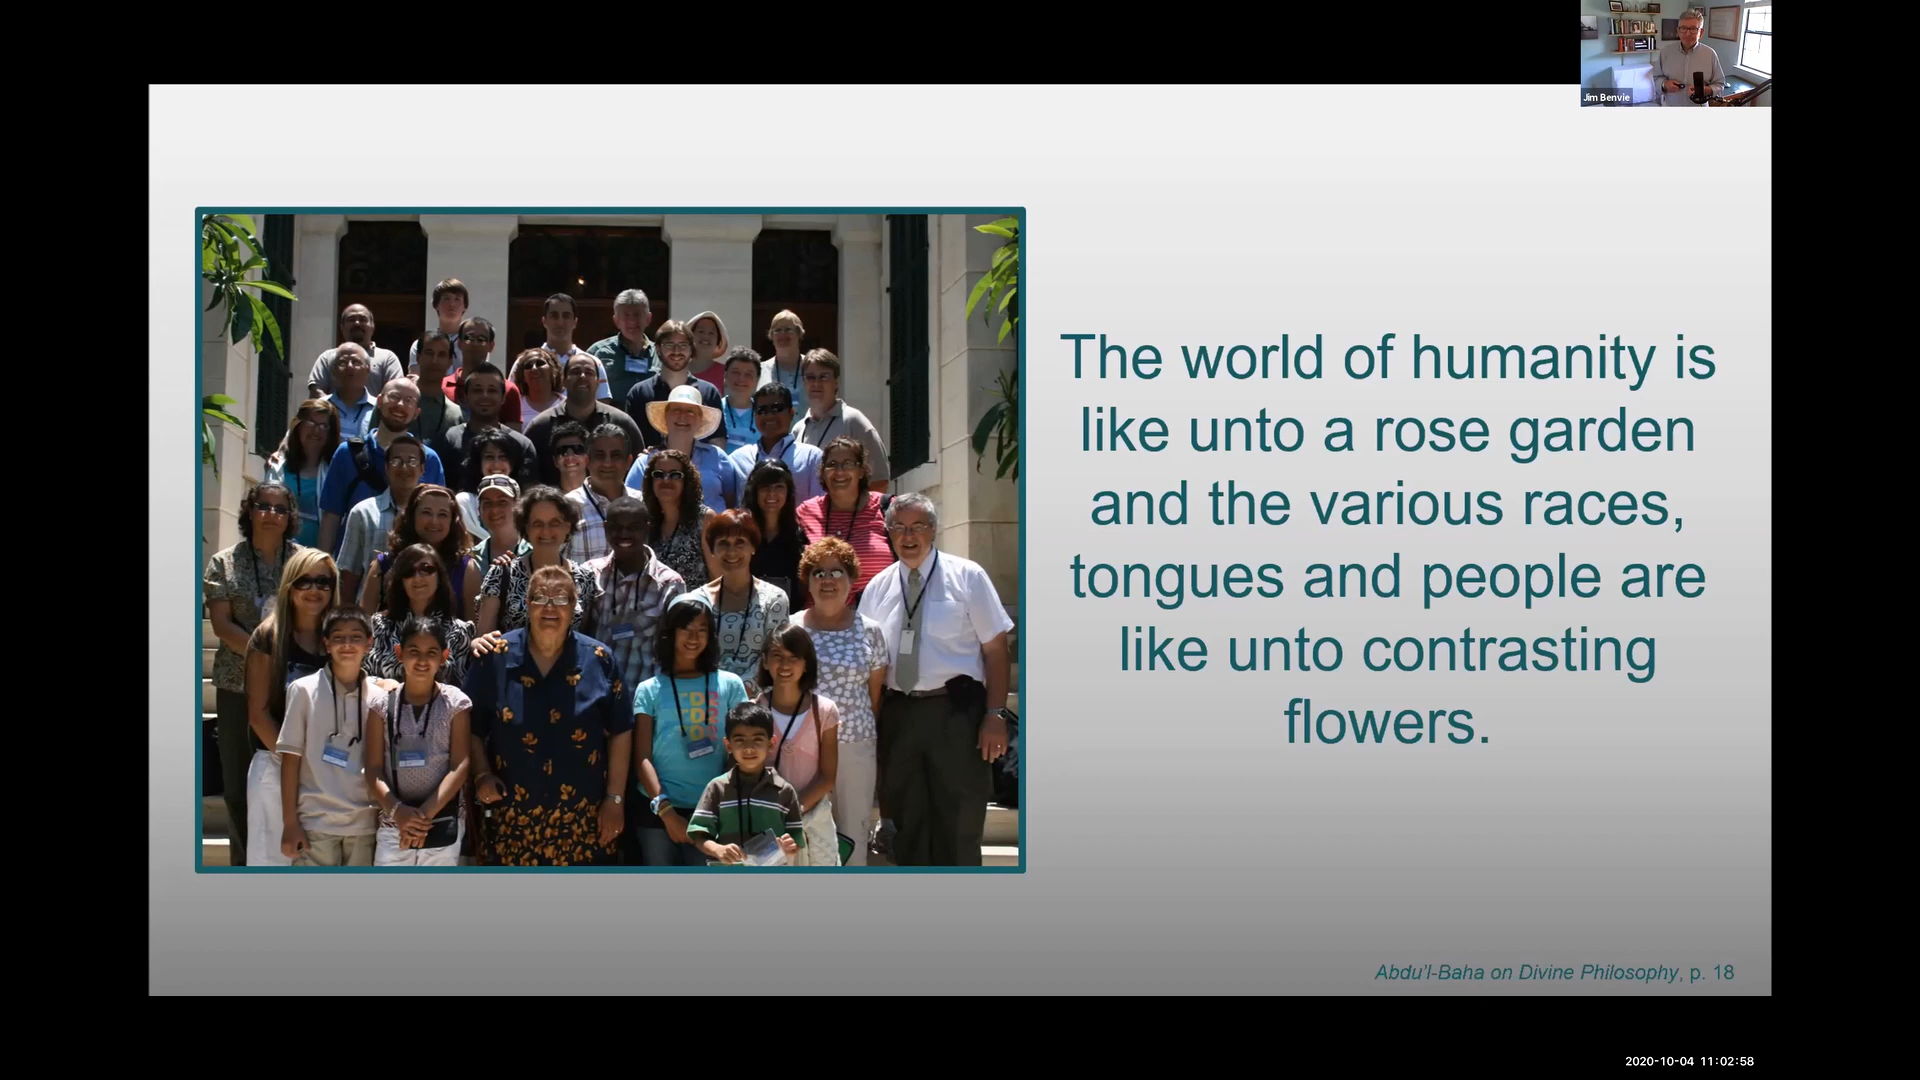 Jim Benvie
The world of humanity is
like unto a rose garden
and the various races,
tongues and people are
like unto contrasting
flowers.
Abdu'l-Baha on Divine Philosophy, p. 18
2020-10-04 11:02:58